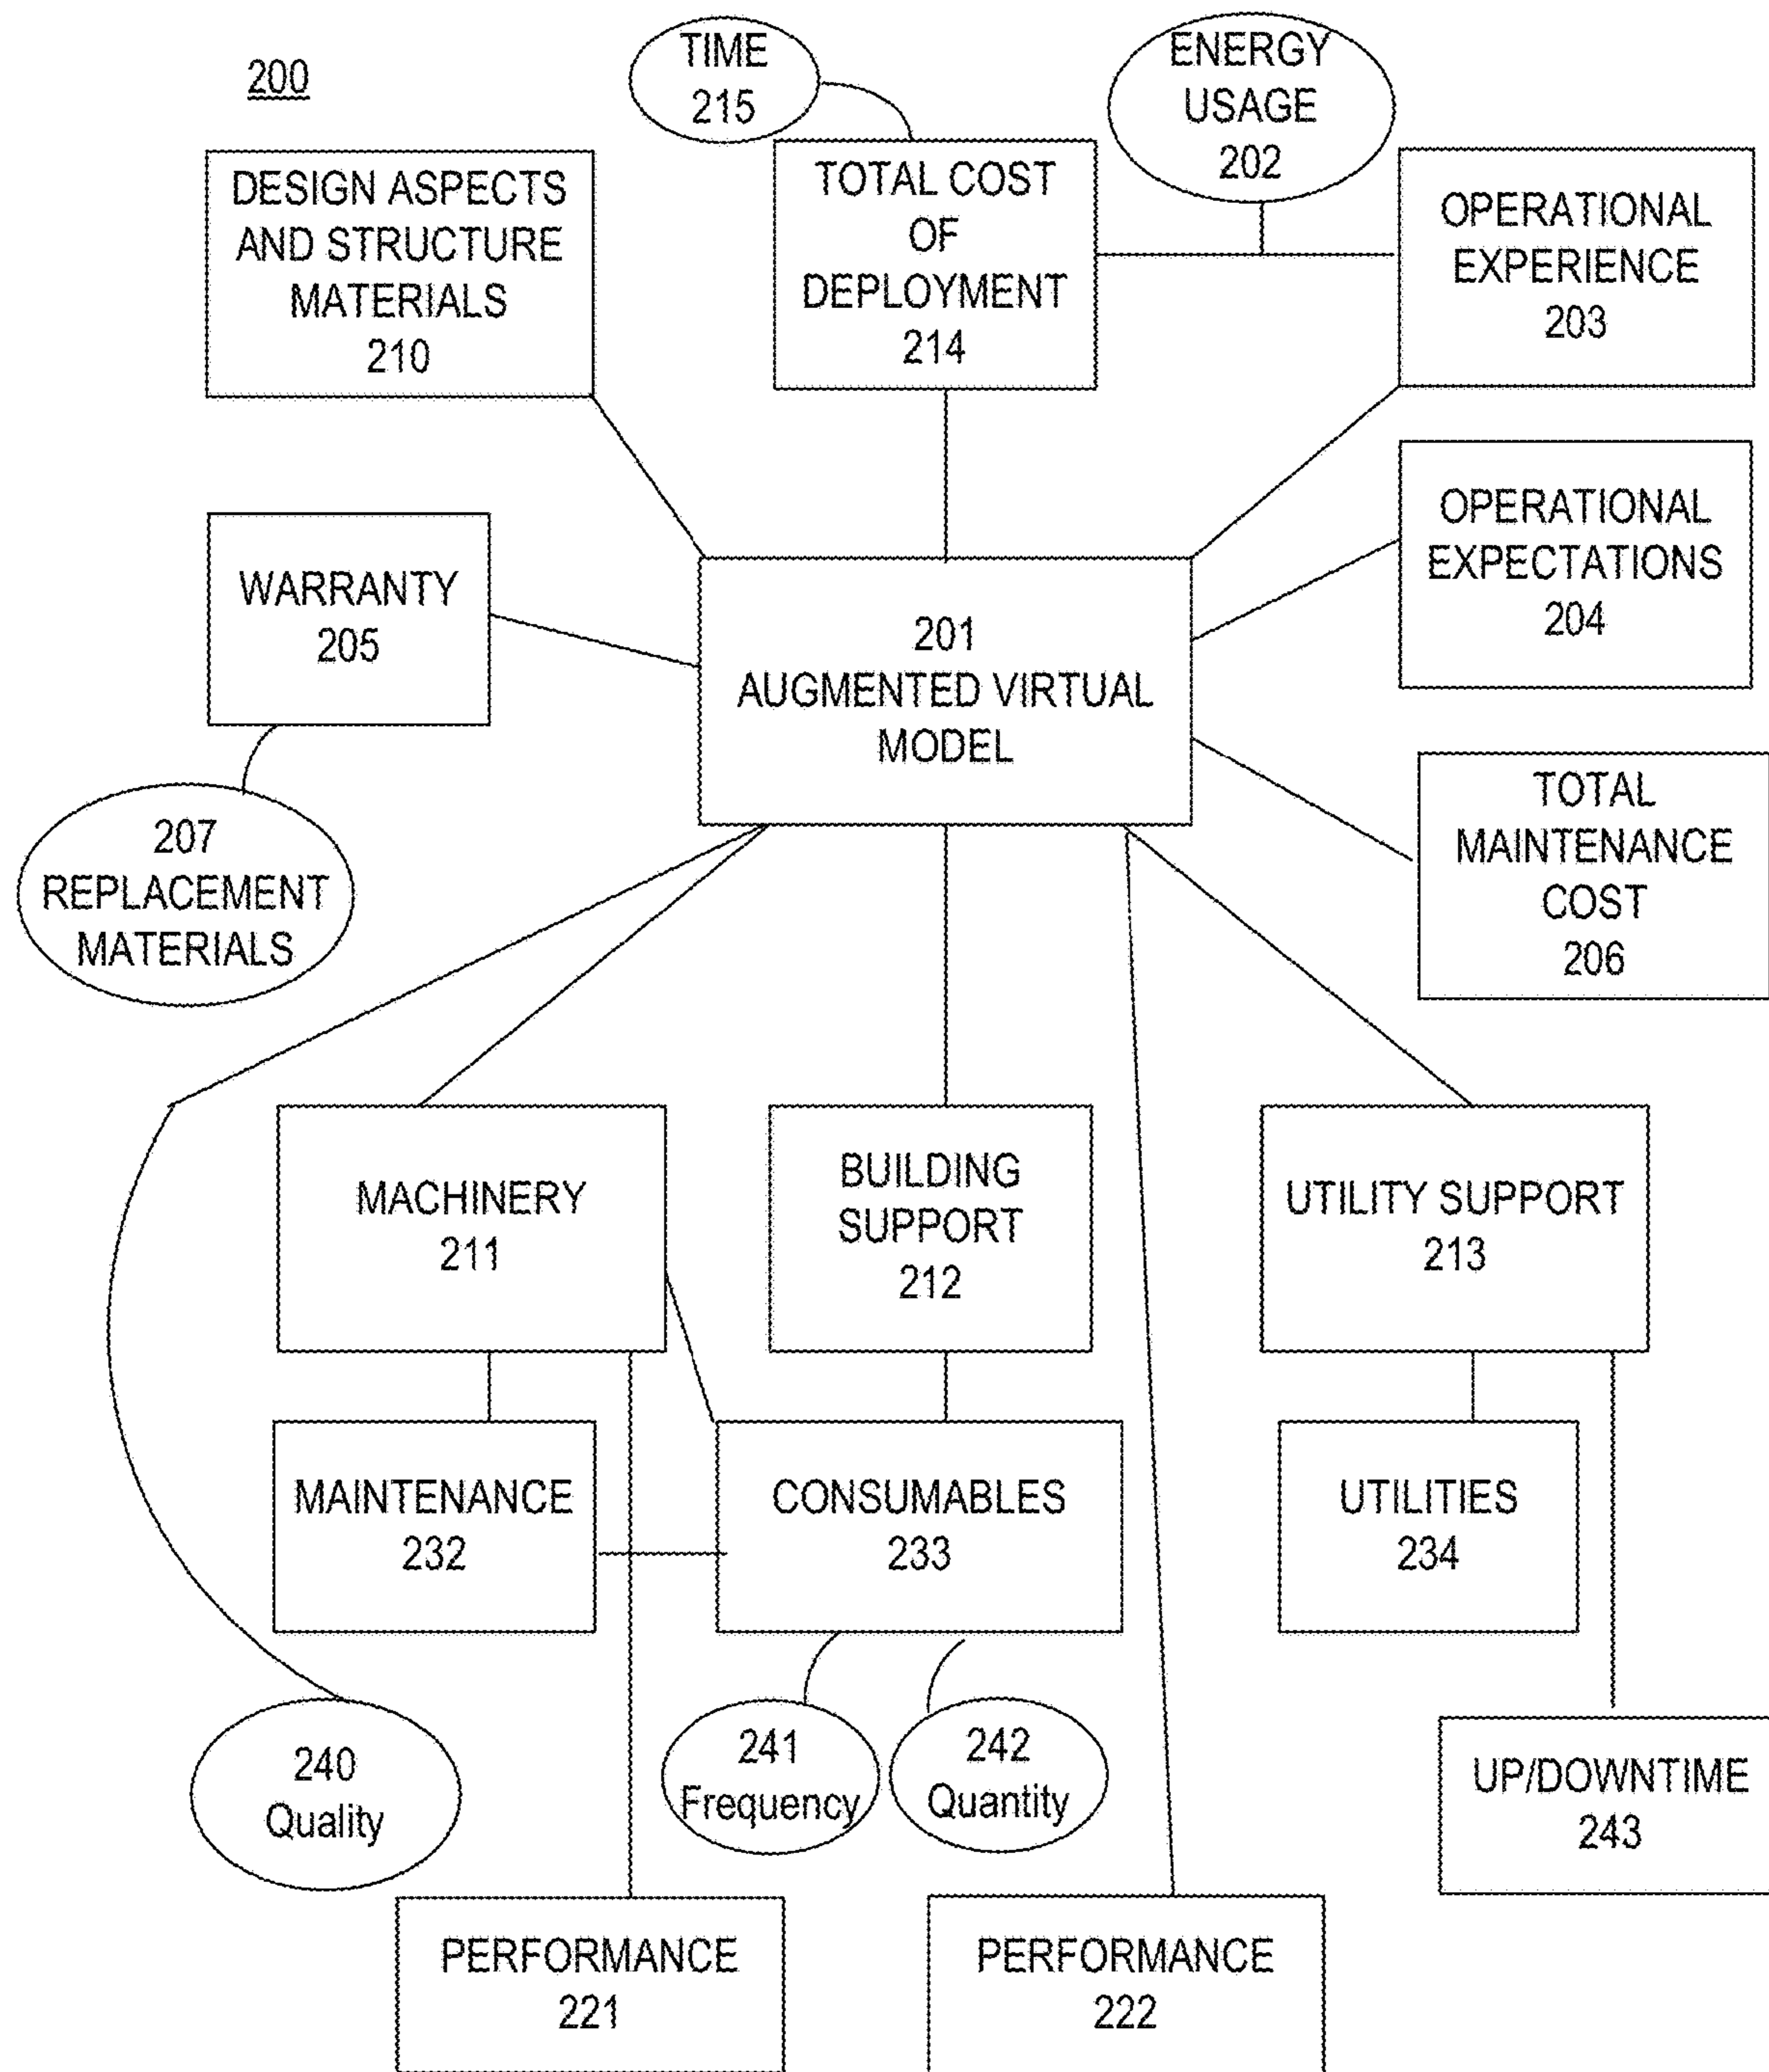 200
TIME
215
ENERGY
USAGE
202
DESIGN ASPECTS
AND STRUCTURE
MATERIALS
210
TOTAL COST
OF
DEPLOYMENT
214
OPERATIONAL
EXPERIENCE
203
WARRANTY
205
201
AUGMENTED VIRTUAL
MODEL
OPERATIONAL
EXPECTATIONS
204
207
REPLACEMENT
MATERIALS
TOTAL
MAINTENANCE
COST
206
MACHINERY
211
BUILDING
SUPPORT
212
UTILITY SUPPORT
213
MAINTENANCE
232
CONSUMABLES
233
UTILITIES
234
240
Quality
241
Frequency
242
Quantity
UP/DOWNTIME
243
PERFORMANCE
221
PERFORMANCE
222